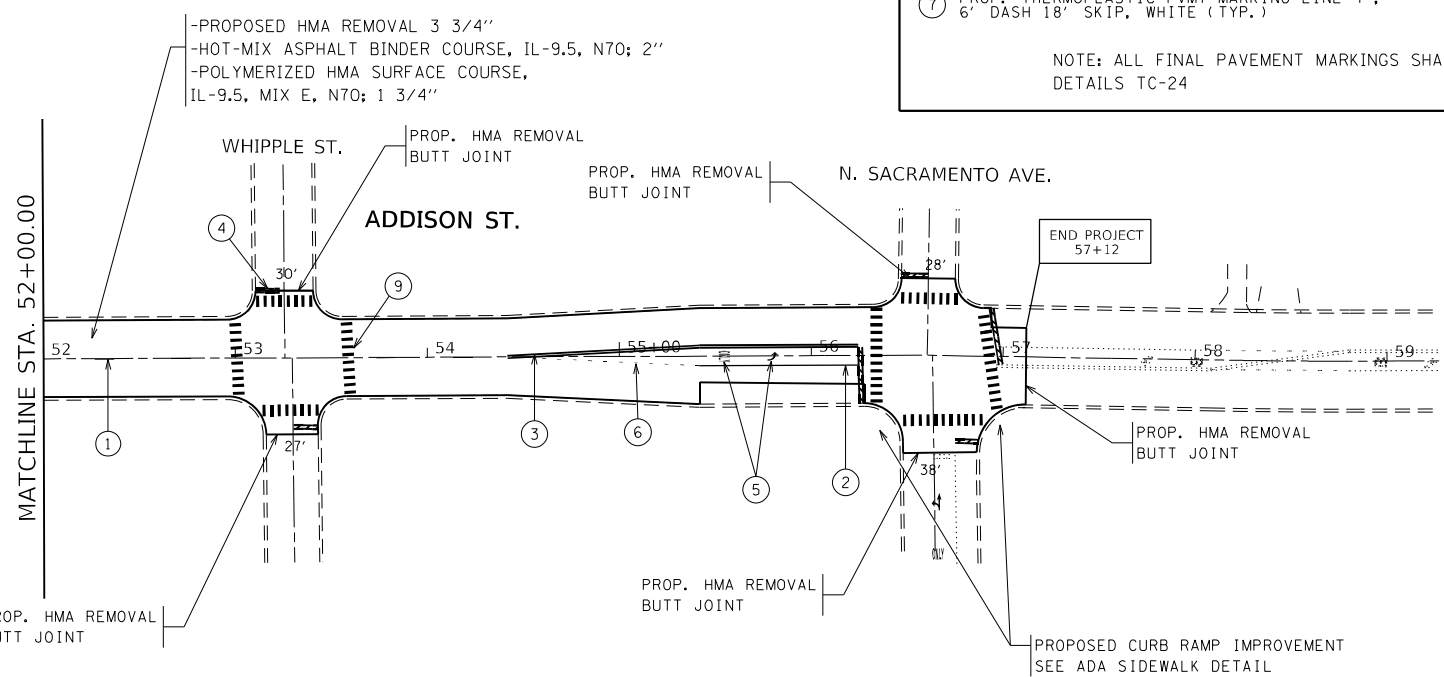 -PROPOSED HMA REMOVAL 3 3/4"
-HOT-MIX ASPHALT BINDER COURSE, IL-9.5, N70; 2"
-POLYMERIZED HMA SURFACE COURSE,
IL-9.5, MIX E, N70; 1 3/4"
7
6' DASH 18' SKIP, WHITE (TYP.)
NOTE: ALL FINAL PAVEMENT MARKINGS SHA
DETAILS TC-24
WHIPPLE ST.
PROP. HMA REMOVAL
BUTT JOINT
PROP. HMA REMOVAL
BUTT JOINT
N. SACRAMENTO AVE.
ADDISON ST.
MATCHLINE STA. 52+00.00
4
END PROJECT
57+12
30'
28'
9
52
53
54
55+00
56
57
58
59
1
3
6
5
2
27'
38'
ONLY
PROP. HMA REMOVAL
BUTT JOINT
PROP. HMA REMOVAL
BUTT JOINT
ROP. HMA REMOVAL
UTT JOINT
PROPOSED CURB RAMP IMPROVEMENT
SEE ADA SIDEWALK DETAIL